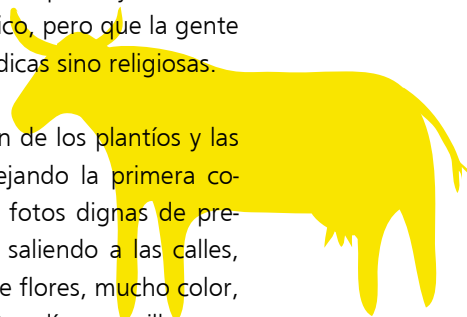 ico, pero que la gente
dicas sino religiosas.
n de los plantíos y las
ejando la primera co-
fotos dignas de pre-
saliendo a las calles,
e flores, mucho color,